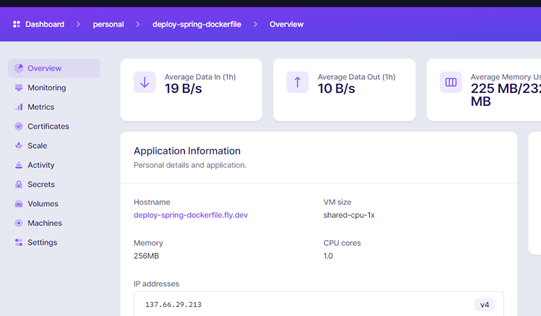 Dashboard > personal > deploy-spring-dockerfile > Overview
Overview
Monitoring
Metrics
Certificates
Scale
Activity
Secrets
Volumes
Machines
Settings
Average Data In (1h)
19 B/s
Average Data Out (1h)
10 B/s
Average Memory Us
225 MB/232
MB
Application Information
Personal details and application.
Hostname
deploy-spring-dockerfile.fly.dev
VM size
shared-cpu-1x
Memory
256MB
CPU cores
1.0
IP addresses
137.66.29.213
v4